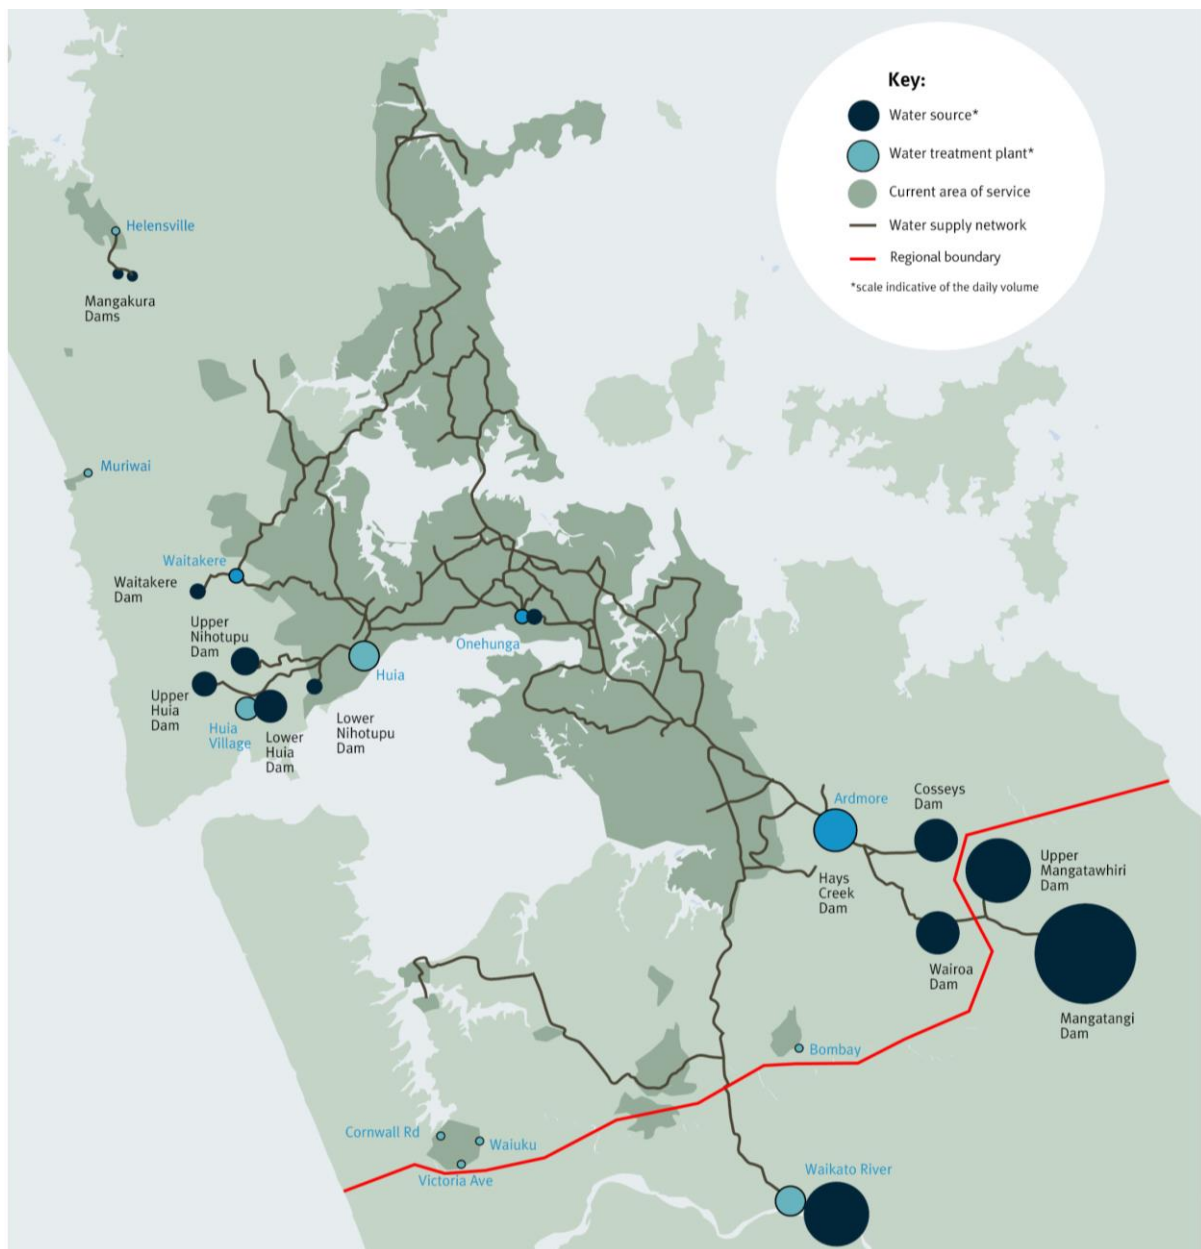 Key:
Water source*
Water treatment plant*
Current area of service
Water supply network
Regional boundary
*scale indicative of the daily volume
Helensville
Mangakura
Dams
Muriwai
Waitakere
Waitakere
Dam
Upper
Nihotupu
Dam
Onehunga
Huia
Upper
Huia
Dam
Huia
Village
Lower
Huia
Dam
Lower
Nihotupu
Dam
Ardmore
Cosseys
Dam
Upper
Mangatawhiri
Dam
Hays
Creek
Dam
Wairoa
Dam
Mangatangi
Dam
Bombay
Cornwall Rd
Waiuku
Victoria Ave
Waikato River